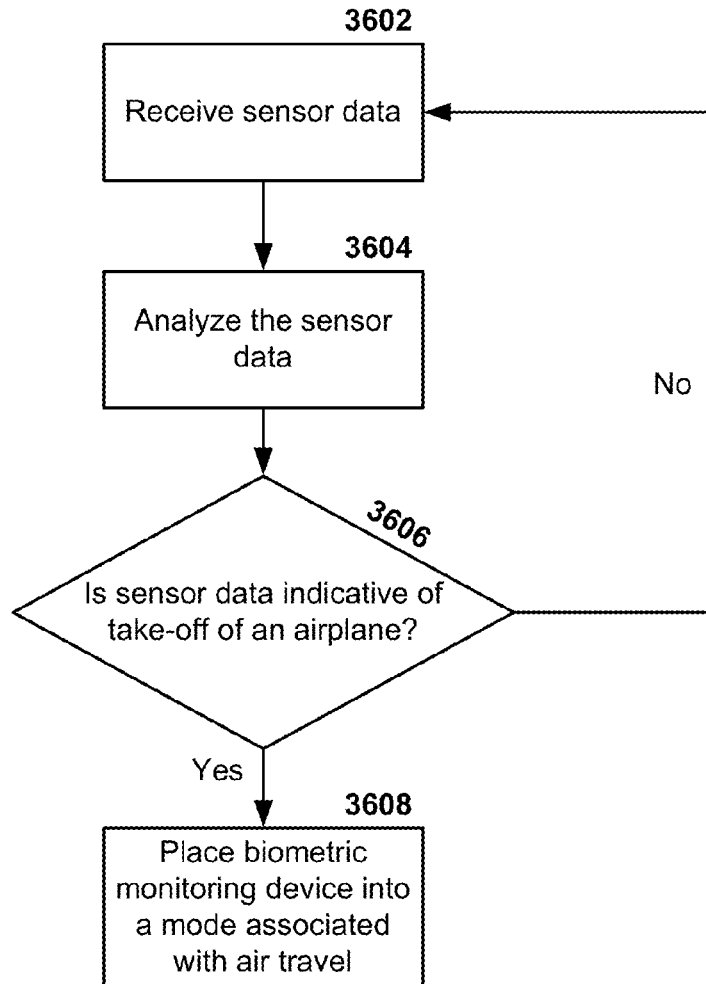 3602
Receive sensor data
3604
Analyze the sensor
data
No
3606
Is sensor data indicative of
take-off of an airplane?
Yes
3608
Place biometric
monitoring device into
a mode associated
with air travel